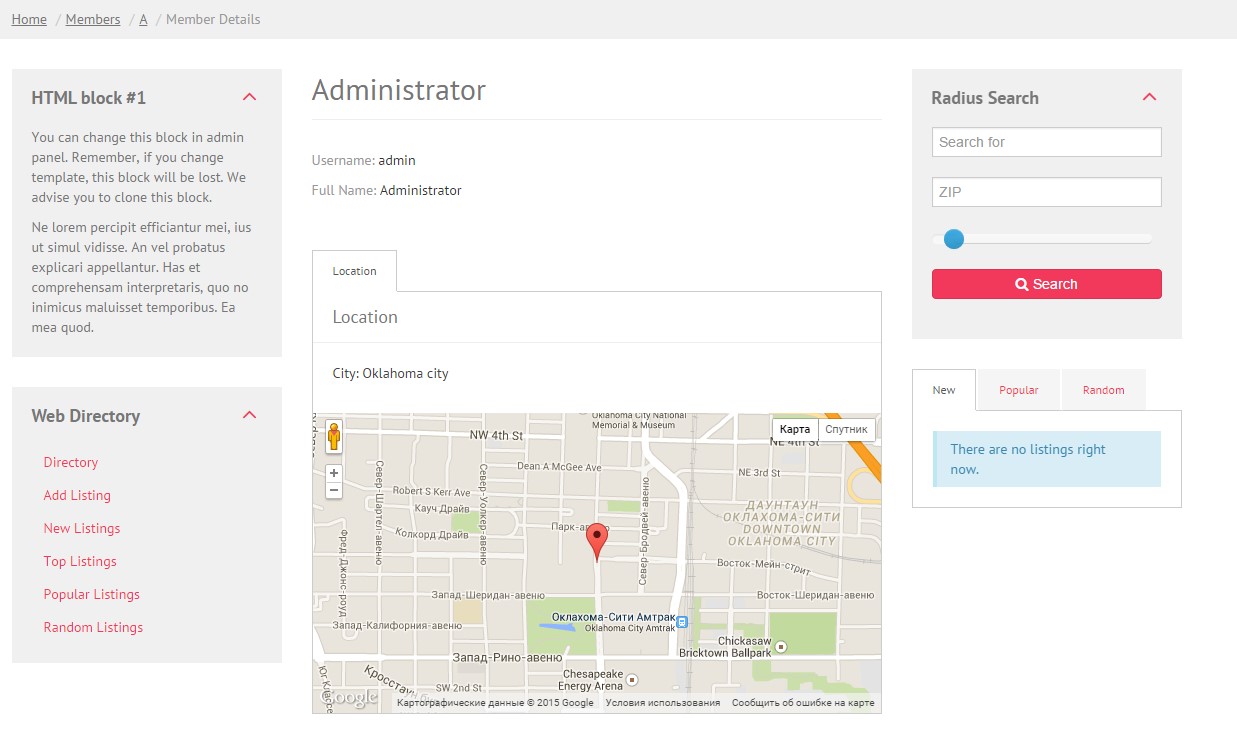 Home / Members / A / Member Details
HTML block #1
You can change this block in admin
panel. Remember, if you change
template, this block will be lost. We
advise you to clone this block.
Ne lorem percipit efficiantur mei, ius
ut simul vidisse. An vel probatus
explicari appellantur. Has et
comprehensam interpretaris, quo no
inimicus maluisset temporibus. Ea
mea quod.
Web Directory
Directory
Add Listing
New Listings
Top Listings
Popular Listings
Random Listings
Administrator
Username: admin
Full Name: Administrator
Location
Location
City: Oklahoma city
Oklahoma City National
Memorial & Museum
Карта
Спутник
NW 4th St
NE 4th St
Dean A McGee Ave
NE 3rd St
Robert S Kerr Ave
Кауч Драйв
Колкорд Драйв
Север-Шартел-авеню
Север-Уолкер-авеню
Север-Бродвей-авеню
Фред-Джонс-роуд
ДАУНТАУН
ОКЛАХОМА-СИТИ
DOWNTOWN
OKLAHOMA CITY
Восток-Мейн-стрит
Запад-Шеридан-авеню
Восток-Шеридан-авеню
Запад-Калифорния-авеню
Оклахома-Сити Амтрак
Oklahoma City Amtrak
Chickasaw
Bricktown Ballpark
Запад-Рино-авеню
Chesapeake
Energy Arena
SW 2nd St
Google
Картографические данные © 2015 Google
Условия использования
Сообщить об ошибке на карте
Radius Search
Search for
ZIP
Search
New
Popular
Random
There are no listings right
now.